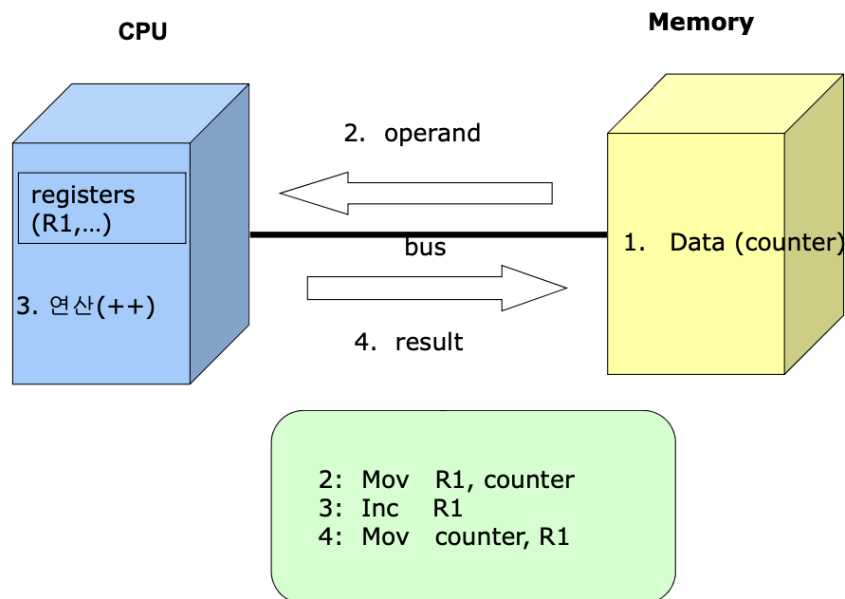 CPU
Memory
2. operand
registers
(R1,...)
bus
1. Data (counter)
3. 연산(++)
4. result
2: Mov R1, counter
3: Inc R1
4: Mov counter, R1